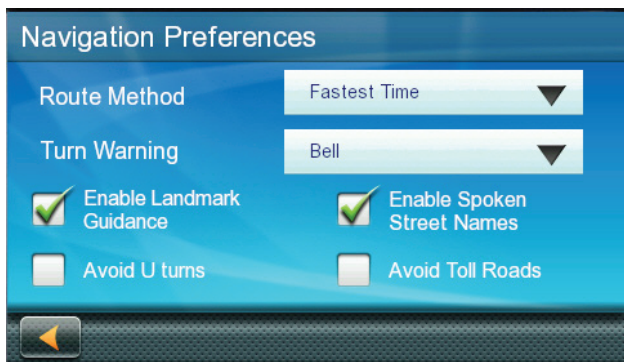 Navigation Preferences
Route Method
Fastest Time
Turn Warning
Bell
Enable Landmark
Guidance
Enable Spoken
Street Names
Avoid U turns
Avoid Toll Roads